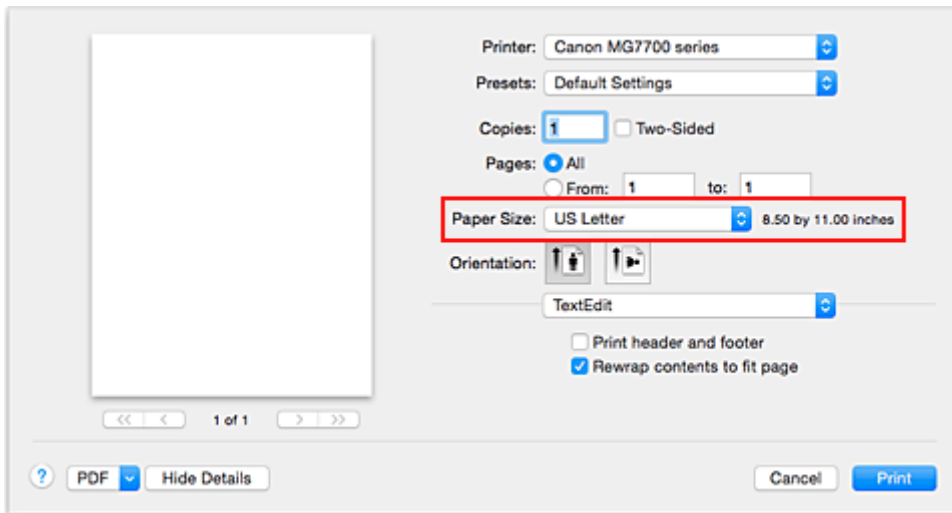 Printer: Canon MG7700 series
Presets: Default Settings
Copies: 1 Two-Sided
Pages: All
From: 1 to: 1
Paper Size: US Letter 8.50 by 11.00 inches
Orientation:
TextEdit
Print header and footer
Rewrap contents to fit page
1 of 1
? PDF Hide Details Cancel Print